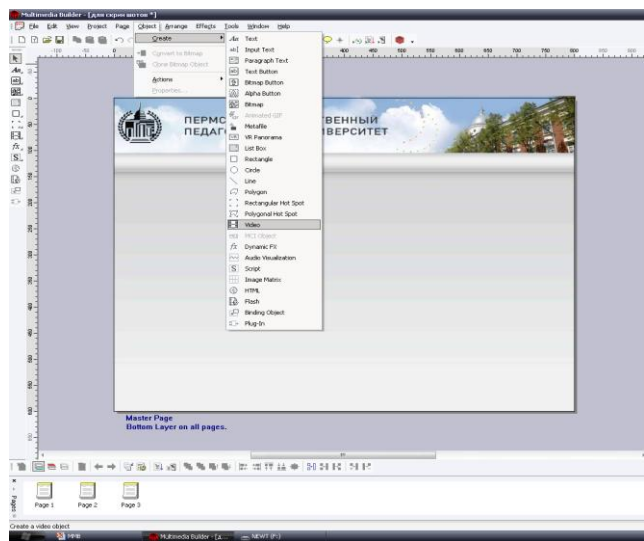 Multimedia Builder - [для скрин шотов *]
File Edit View Project Page Object Arrange Effects Tools Window Help
Create
Convert to Bitmap
Clone Bitmap Object
Actions
Properties...
Text
Input Text
Paragraph Text
Text Button
Bitmap Button
Alpha Button
Bitmap
Animated GIF
Metafile
VR Panorama
List Box
Rectangle
Circle
Line
Polygon
Rectangular Hot Spot
Polygonal Hot Spot
Video
MCI Object
Dynamic FX
Audio Visualization
Script
Image Matrix
HTML
Flash
Binding Object
Plug-In
ПЕРМС ТВЕННЫЙ
ПЕДАГ ИВЕРСИТЕТ
Master Page
Bottom Layer on all pages.
Pages
Page 1 Page 2 Page 3
Create a video object
MMB Multimedia Builder - [д... NEW1 (F:)